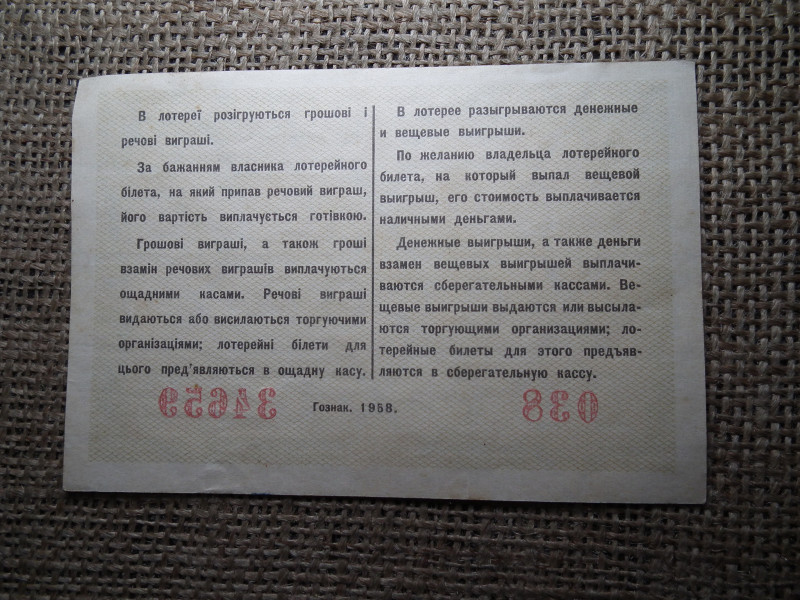 В лотереї розігруються грошові і
речові виграші.
За бажанням власника лотерейного
білета, на який припав речовий виграш,
його вартість виплачується готівкою.
Грошові виграші, а також гроші
взамін речових виграшів виплачуються
ощадними касами. Речові виграші
видаються або висилаються торгуючими
організаціями; лотерейні білети для
цього пред’являються в ощадну касу.
В лотерее разыгрываются денежные
и вещевые выигрыши.
По желанию владельца лотерейного
билета, на который выпал вещевой
выигрыш, его стоимость выплачивается
наличными деньгами.
Денежные выигрыши, а также деньги
взамен вещевых выигрышей выплачи-
ваются сберегательными кассами. Ве-
щевые выигрыши выдаются или высыла-
ются торгующими организациями; ло-
терейные билеты для этого предъяв-
ляются в сберегательную кассу.
34659
Гознак. 1958.
038